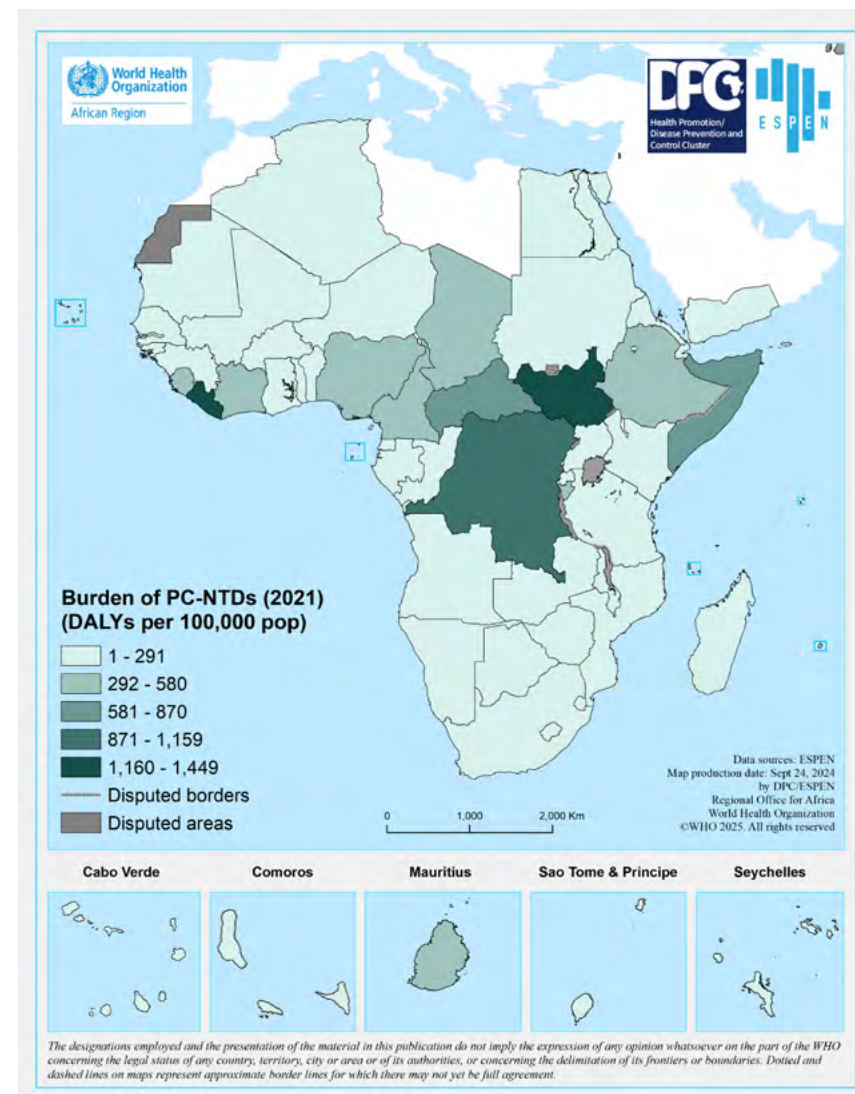 World Health
Organization
African Region
DFC
Health Promotion/
Disease Prevention and
Control Cluster
ESPEN
Burden of PC-NTDs (2021)
(DALYs per 100,000 pop)
1 - 291
292 - 580
581 - 870
871 - 1,159
1,160 - 1,449
Disputed borders
Disputed areas
0 1,000 2,000 Km
Data sources: ESPEN
Map production date: Sept 24, 2024
by DPC/ESPEN
Regional Office for Africa
World Health Organization
©WHO 2025. All rights reserved
Cabo Verde
Comoros
Mauritius
Sao Tome & Principe
Seychelles
The designations employed and the presentation of the material in this publication do not imply the expression of any opinion whatsoever on the part of the WHO
concerning the legal status of any country, territory, city or area or of its authorities, or concerning the delimitation of its frontiers or boundaries. Dotted and
dashed lines on maps represent approximate border lines for which there may not yet be full agreement.